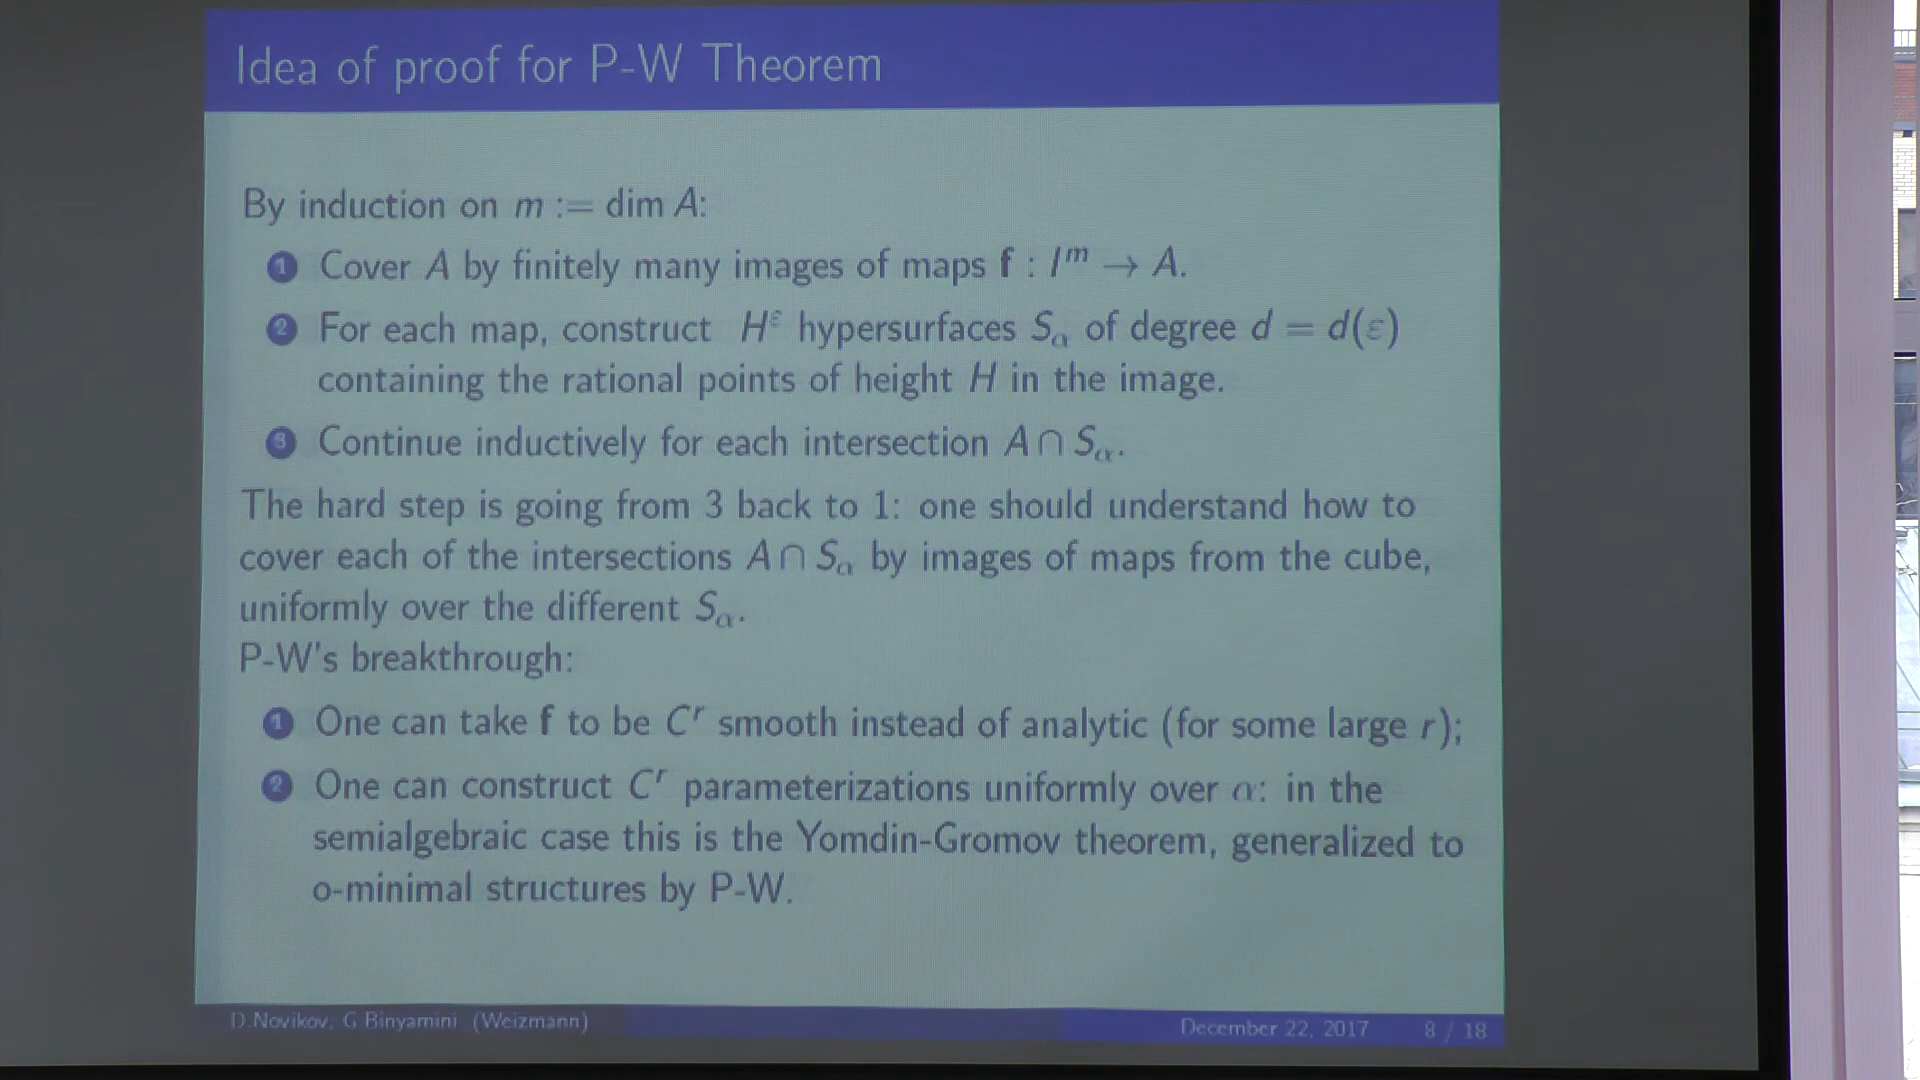 Idea of proof for P-W Theorem
By induction on m := dim A:
1 Cover A by finitely many images of maps f : I^m → A.
2 For each map, construct H^ε hypersurfaces S_α of degree d = d(ε)
containing the rational points of height H in the image.
3 Continue inductively for each intersection A ∩ S_α.
The hard step is going from 3 back to 1: one should understand how to
cover each of the intersections A ∩ S_α by images of maps from the cube,
uniformly over the different S_α.
P-W's breakthrough:
1 One can take f to be C^r smooth instead of analytic (for some large r);
2 One can construct C^r parameterizations uniformly over α: in the
semialgebraic case this is the Yomdin-Gromov theorem, generalized to
o-minimal structures by P-W.
D.Novikov, G Binyamini (Weizmann)
December 22, 2017 8 / 18